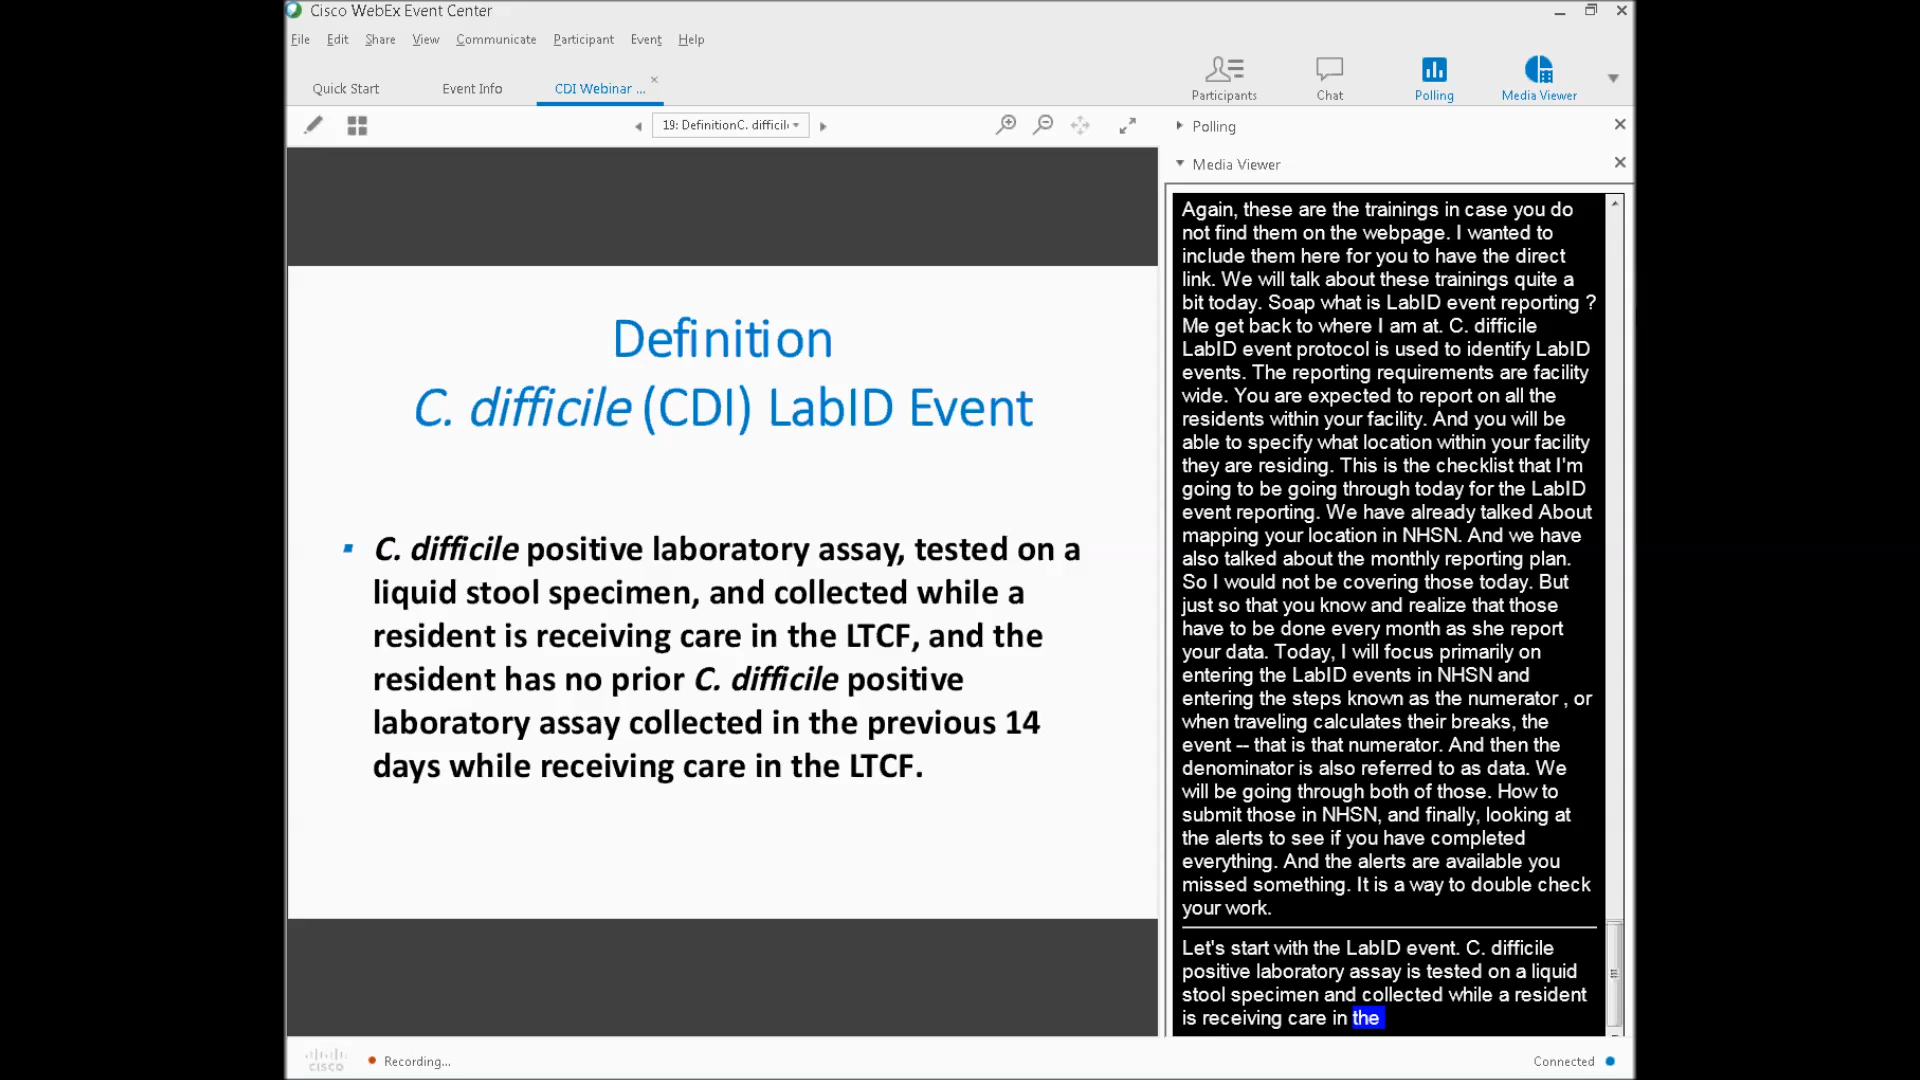 Cisco WebEx Event Center
File Edit Share View Communicate Participant Event Help
Quick Start Event Info CDI Webinar ...
Participants Chat Polling Media Viewer
19: DefinitionC. difficil
Definition
C. difficile (CDI) LabID Event
C. difficile positive laboratory assay, tested on a
liquid stool specimen, and collected while a
resident is receiving care in the LTCF, and the
resident has no prior C. difficile positive
laboratory assay collected in the previous 14
days while receiving care in the LTCF.
Polling
Media Viewer
Again, these are the trainings in case you do
not find them on the webpage. I wanted to
include them here for you to have the direct
link. We will talk about these trainings quite a
bit today. Soap what is LabID event reporting ?
Me get back to where I am at. C. difficile
LabID event protocol is used to identify LabID
events. The reporting requirements are facility
wide. You are expected to report on all the
residents within your facility. And you will be
able to specify what location within your facility
they are residing. This is the checklist that I'm
going to be going through today for the LabID
event reporting. We have already talked About
mapping your location in NHSN. And we have
also talked about the monthly reporting plan.
So I would not be covering those today. But
just so that you know and realize that those
have to be done every month as she report
your data. Today, I will focus primarily on
entering the LabID events in NHSN and
entering the steps known as the numerator , or
when traveling calculates their breaks, the
event -- that is that numerator. And then the
denominator is also referred to as data. We
will be going through both of those. How to
submit those in NHSN, and finally, looking at
the alerts to see if you have completed
everything. And the alerts are available you
missed something. It is a way to double check
your work.
Let's start with the LabID event. C. difficile
positive laboratory assay is tested on a liquid
stool specimen and collected while a resident
is receiving care in the
cisco Recording... Connected